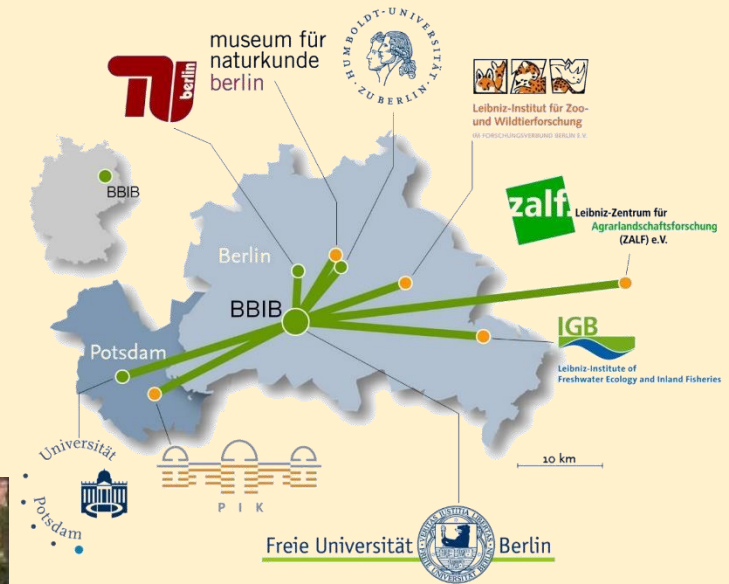 TU berlin
museum für
naturkunde
berlin
HUMBOLDT-UNIVERSITÄT
ZU BERLIN
Leibniz-Institut für Zoo-
und Wildtierforschung
IM FORSCHUNGSVERBUND BERLIN E.V.
BBIB
zalf.
Leibniz-Zentrum für
Agrarlandschaftsforschung
(ZALF) e.V.
Berlin
BBIB
IGB
Leibniz-Institute of
Freshwater Ecology and Inland Fisheries
Potsdam
Universität
Potsdam
PIK
10 km
Freie Universität Berlin